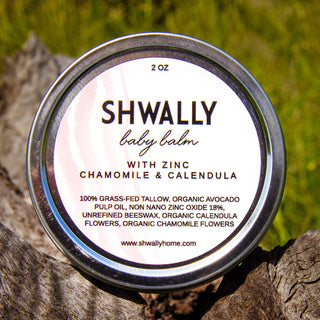 2 OZ
SHWALLY
baby balm
WITH ZINC
CHAMOMILE & CALENDULA
100% GRASS-FED TALLOW, ORGANIC AVOCADO
PULP OIL, NON NANO ZINC OXIDE 18%,
UNREFINED BEESWAX, ORGANIC CALENDULA
FLOWERS, ORGANIC CHAMOMILE FLOWERS
www.shwallyhome.com